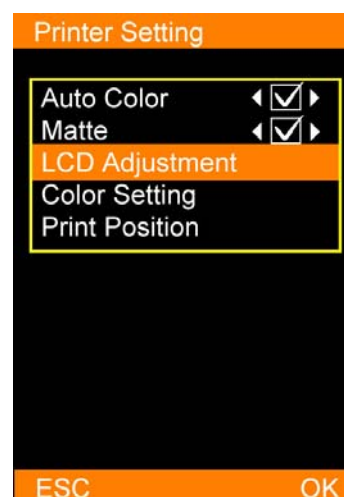 Printer Setting
Auto Color
Matte
LCD Adjustment
Color Setting
Print Position
ESC OK